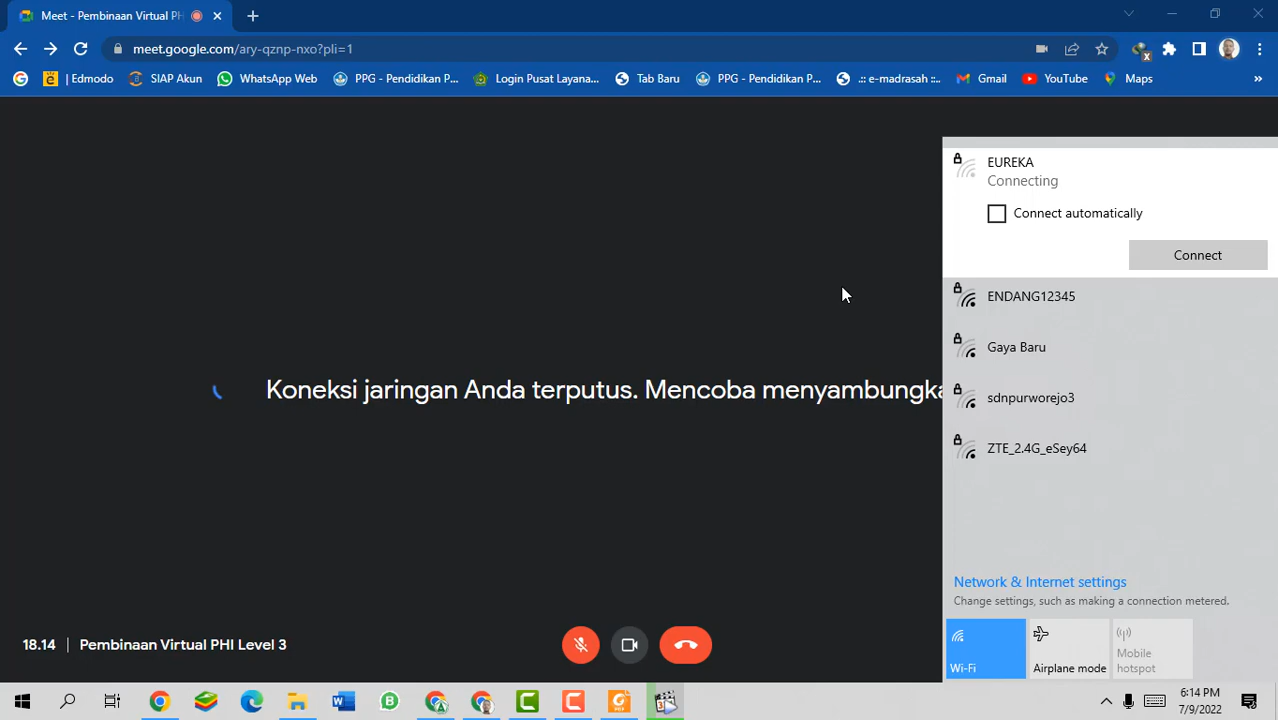 Meet - Pembinaan Virtual PH
meet.google.com/ary-qznp-nxo?pli=1
| Edmodo
SIAP Akun
WhatsApp Web
PPG - Pendidikan P...
Login Pusat Layana...
Tab Baru
PPG - Pendidikan P...
.:: e-madrasah ::.
Gmail
YouTube
Maps
»
EUREKA
Connecting
Connect automatically
Connect
ENDANG12345
Gaya Baru
Koneksi jaringan Anda terputus. Mencoba menyambungka
sdnpurworejo3
ZTE_2.4G_eSey64
Network & Internet settings
Change settings, such as making a connection metered.
18.14 | Pembinaan Virtual PHI Level 3
Wi-Fi
Airplane mode
Mobile
hotspot
6:14 PM
7/9/2022